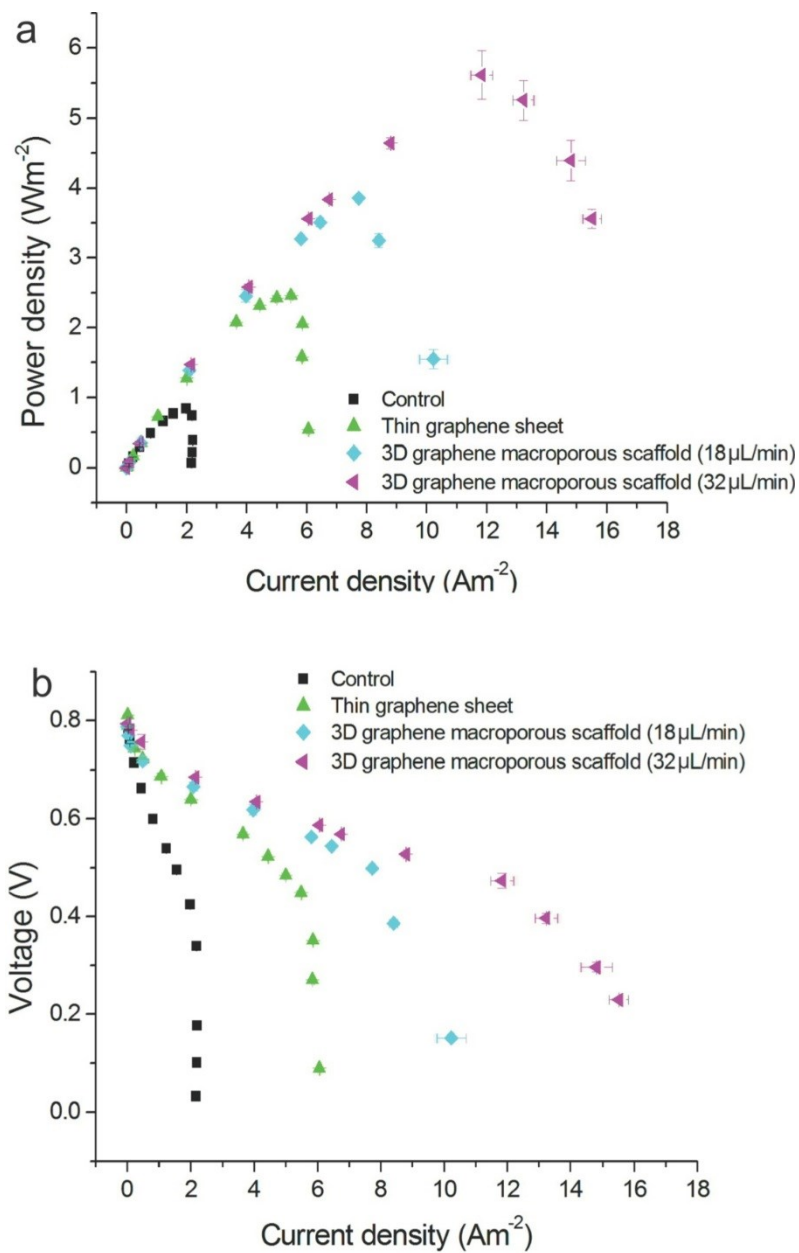 a
6
5
4
3
2
1
0
Power density (Wm⁻²)
Control
Thin graphene sheet
3D graphene macroporous scaffold (18µL/min)
3D graphene macroporous scaffold (32µL/min)
0 2 4 6 8 10 12 14 16 18
Current density (Am⁻²)
b
Control
Thin graphene sheet
3D graphene macroporous scaffold (18µL/min)
3D graphene macroporous scaffold (32µL/min)
0.8
0.6
0.4
0.2
0.0
Voltage (V)
0 2 4 6 8 10 12 14 16 18
Current density (Am⁻²)